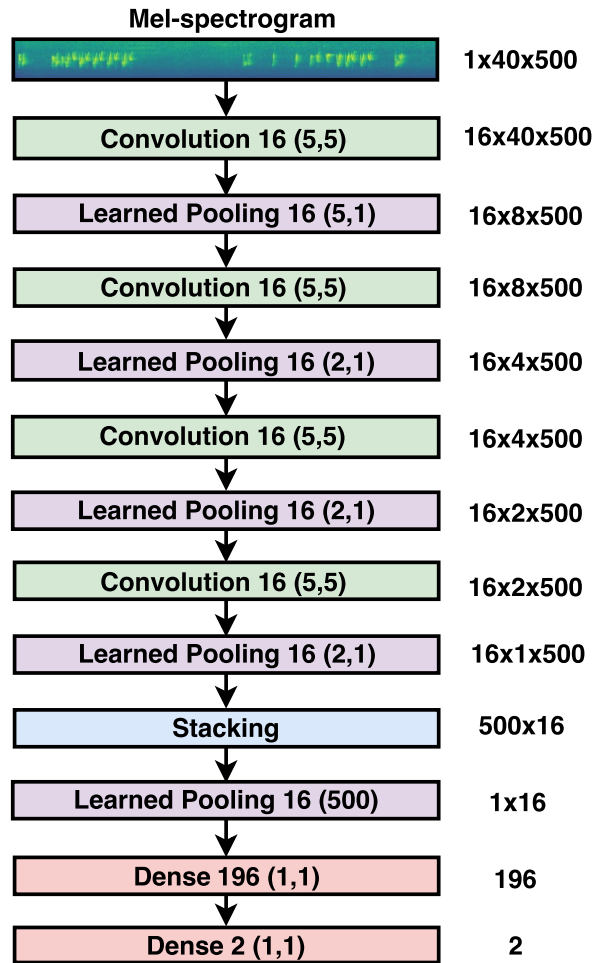 Mel-spectrogram
1x40x500
Convolution 16 (5,5) 16x40x500
Learned Pooling 16 (5,1) 16x8x500
Convolution 16 (5,5) 16x8x500
Learned Pooling 16 (2,1) 16x4x500
Convolution 16 (5,5) 16x4x500
Learned Pooling 16 (2,1) 16x2x500
Convolution 16 (5,5) 16x2x500
Learned Pooling 16 (2,1) 16x1x500
Stacking 500x16
Learned Pooling 16 (500) 1x16
Dense 196 (1,1) 196
Dense 2 (1,1) 2